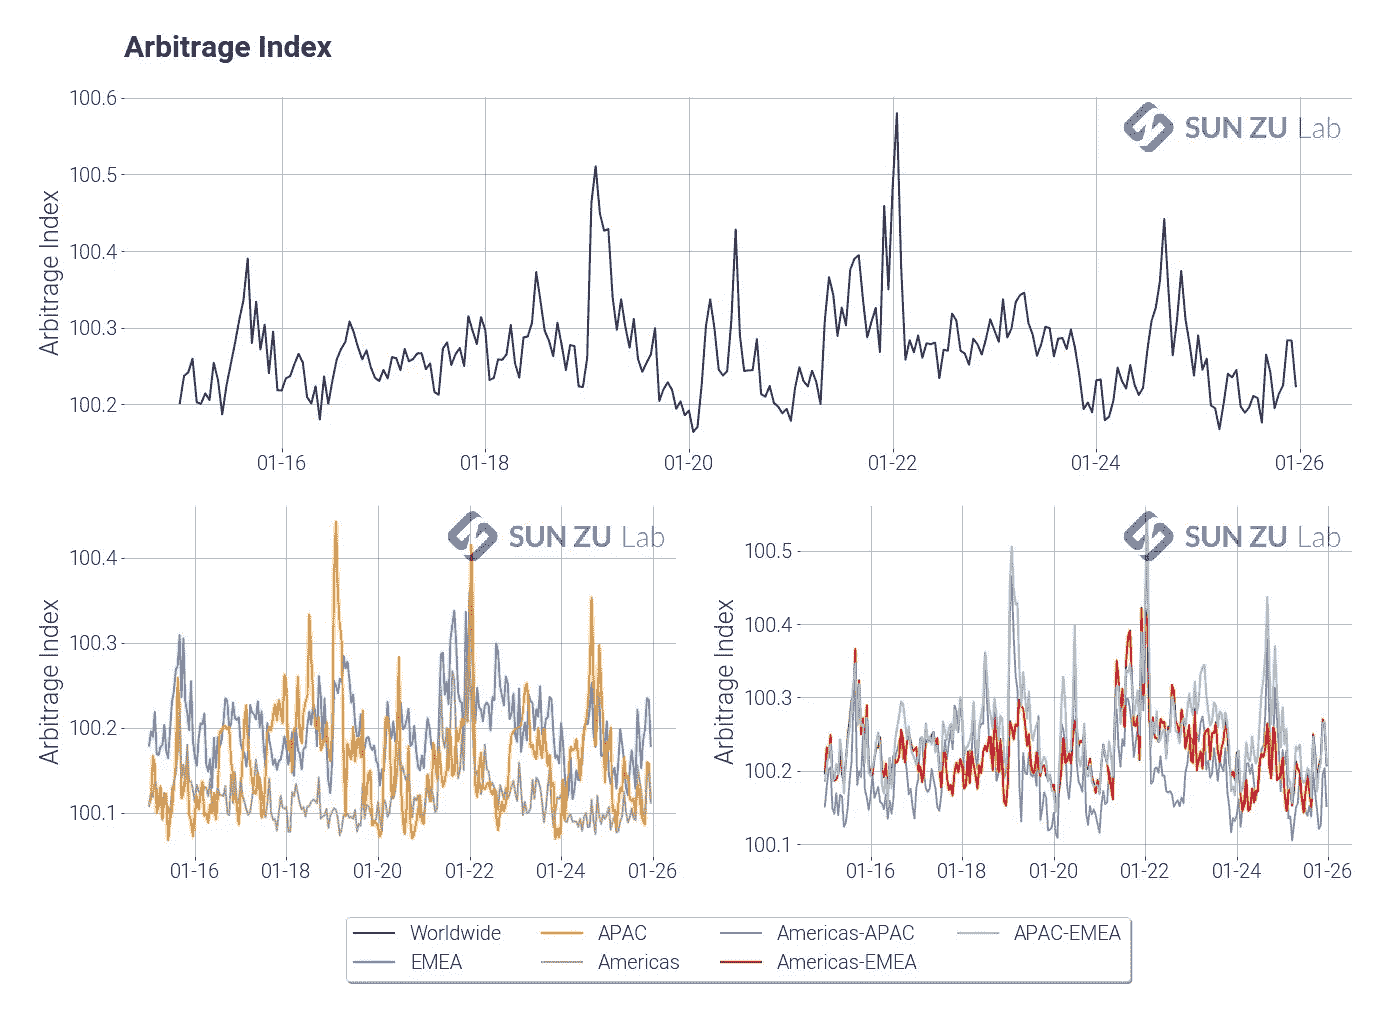 Arbitrage Index
100.6
SUN ZU Lab
100.5
100.4
100.3
100.2
Arbitrage Index
01-16 01-18 01-20 01-22 01-24 01-26
SUN ZU Lab
100.4
100.3
100.2
100.1
Arbitrage Index
01-16 01-18 01-20 01-22 01-24 01-26
SUN ZU Lab
100.5
100.4
100.3
100.2
100.1
Arbitrage Index
01-16 01-18 01-20 01-22 01-24 01-26
Worldwide APAC Americas-APAC APAC-EMEA
EMEA Americas Americas-EMEA